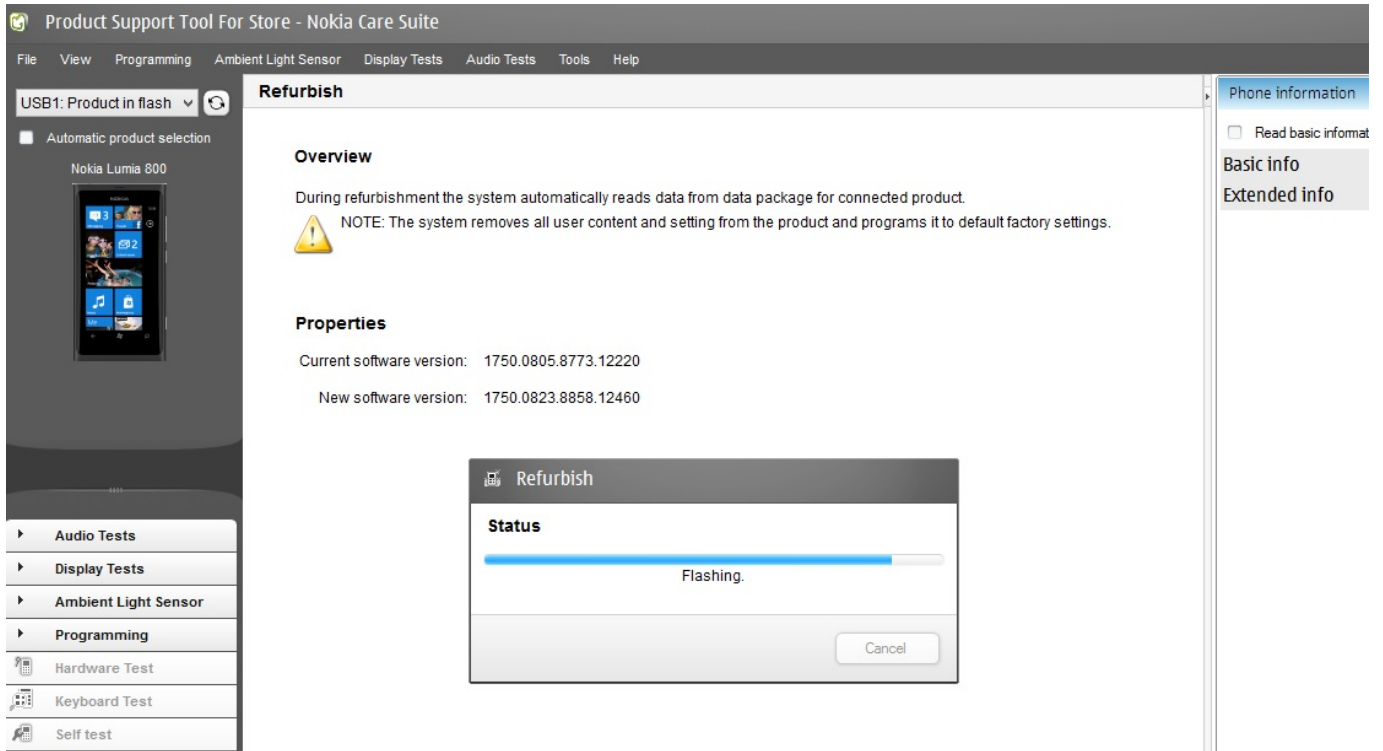 Product Support Tool For Store - Nokia Care Suite
File View Programming Ambient Light Sensor Display Tests Audio Tests Tools Help
USB1: Product in flash
Automatic product selection
Nokia Lumia 800
Refurbish
Overview
During refurbishment the system automatically reads data from data package for connected product.
NOTE: The system removes all user content and setting from the product and programs it to default factory settings.
Properties
Current software version: 1750.0805.8773.12220
New software version: 1750.0823.8858.12460
Refurbish
Status
Flashing.
Cancel
Audio Tests
Display Tests
Ambient Light Sensor
Programming
Hardware Test
Keyboard Test
Self test
Phone information
Read basic informat
Basic info
Extended info